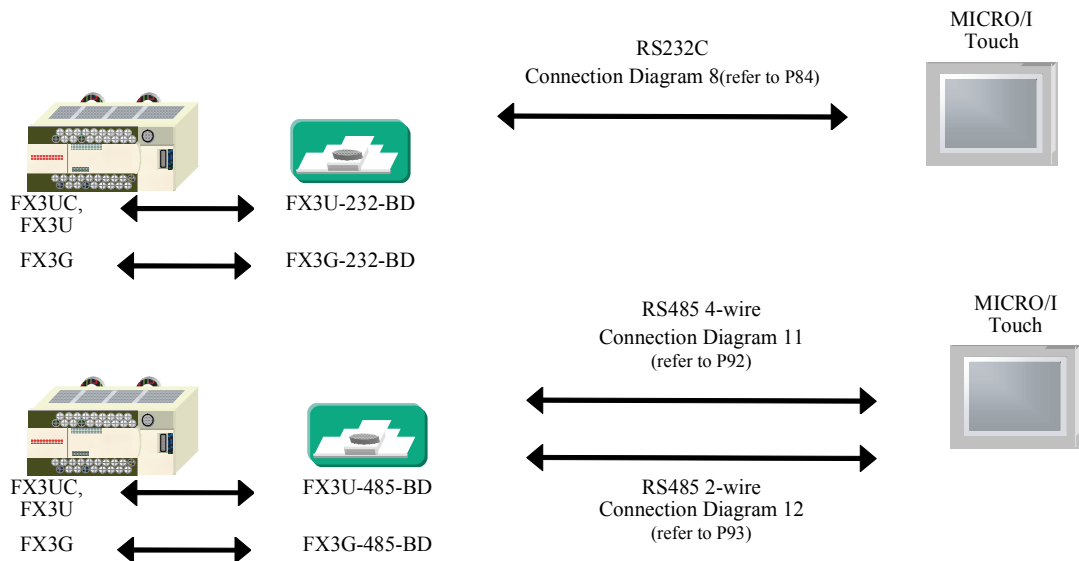 MICRO/I
Touch
RS232C
Connection Diagram 8(refer to P84)
FX3UC,
FX3U
FX3U-232-BD
FX3G
FX3G-232-BD
MICRO/I
Touch
RS485 4-wire
Connection Diagram 11
(refer to P92)
FX3UC,
FX3U
FX3U-485-BD
RS485 2-wire
Connection Diagram 12
(refer to P93)
FX3G
FX3G-485-BD